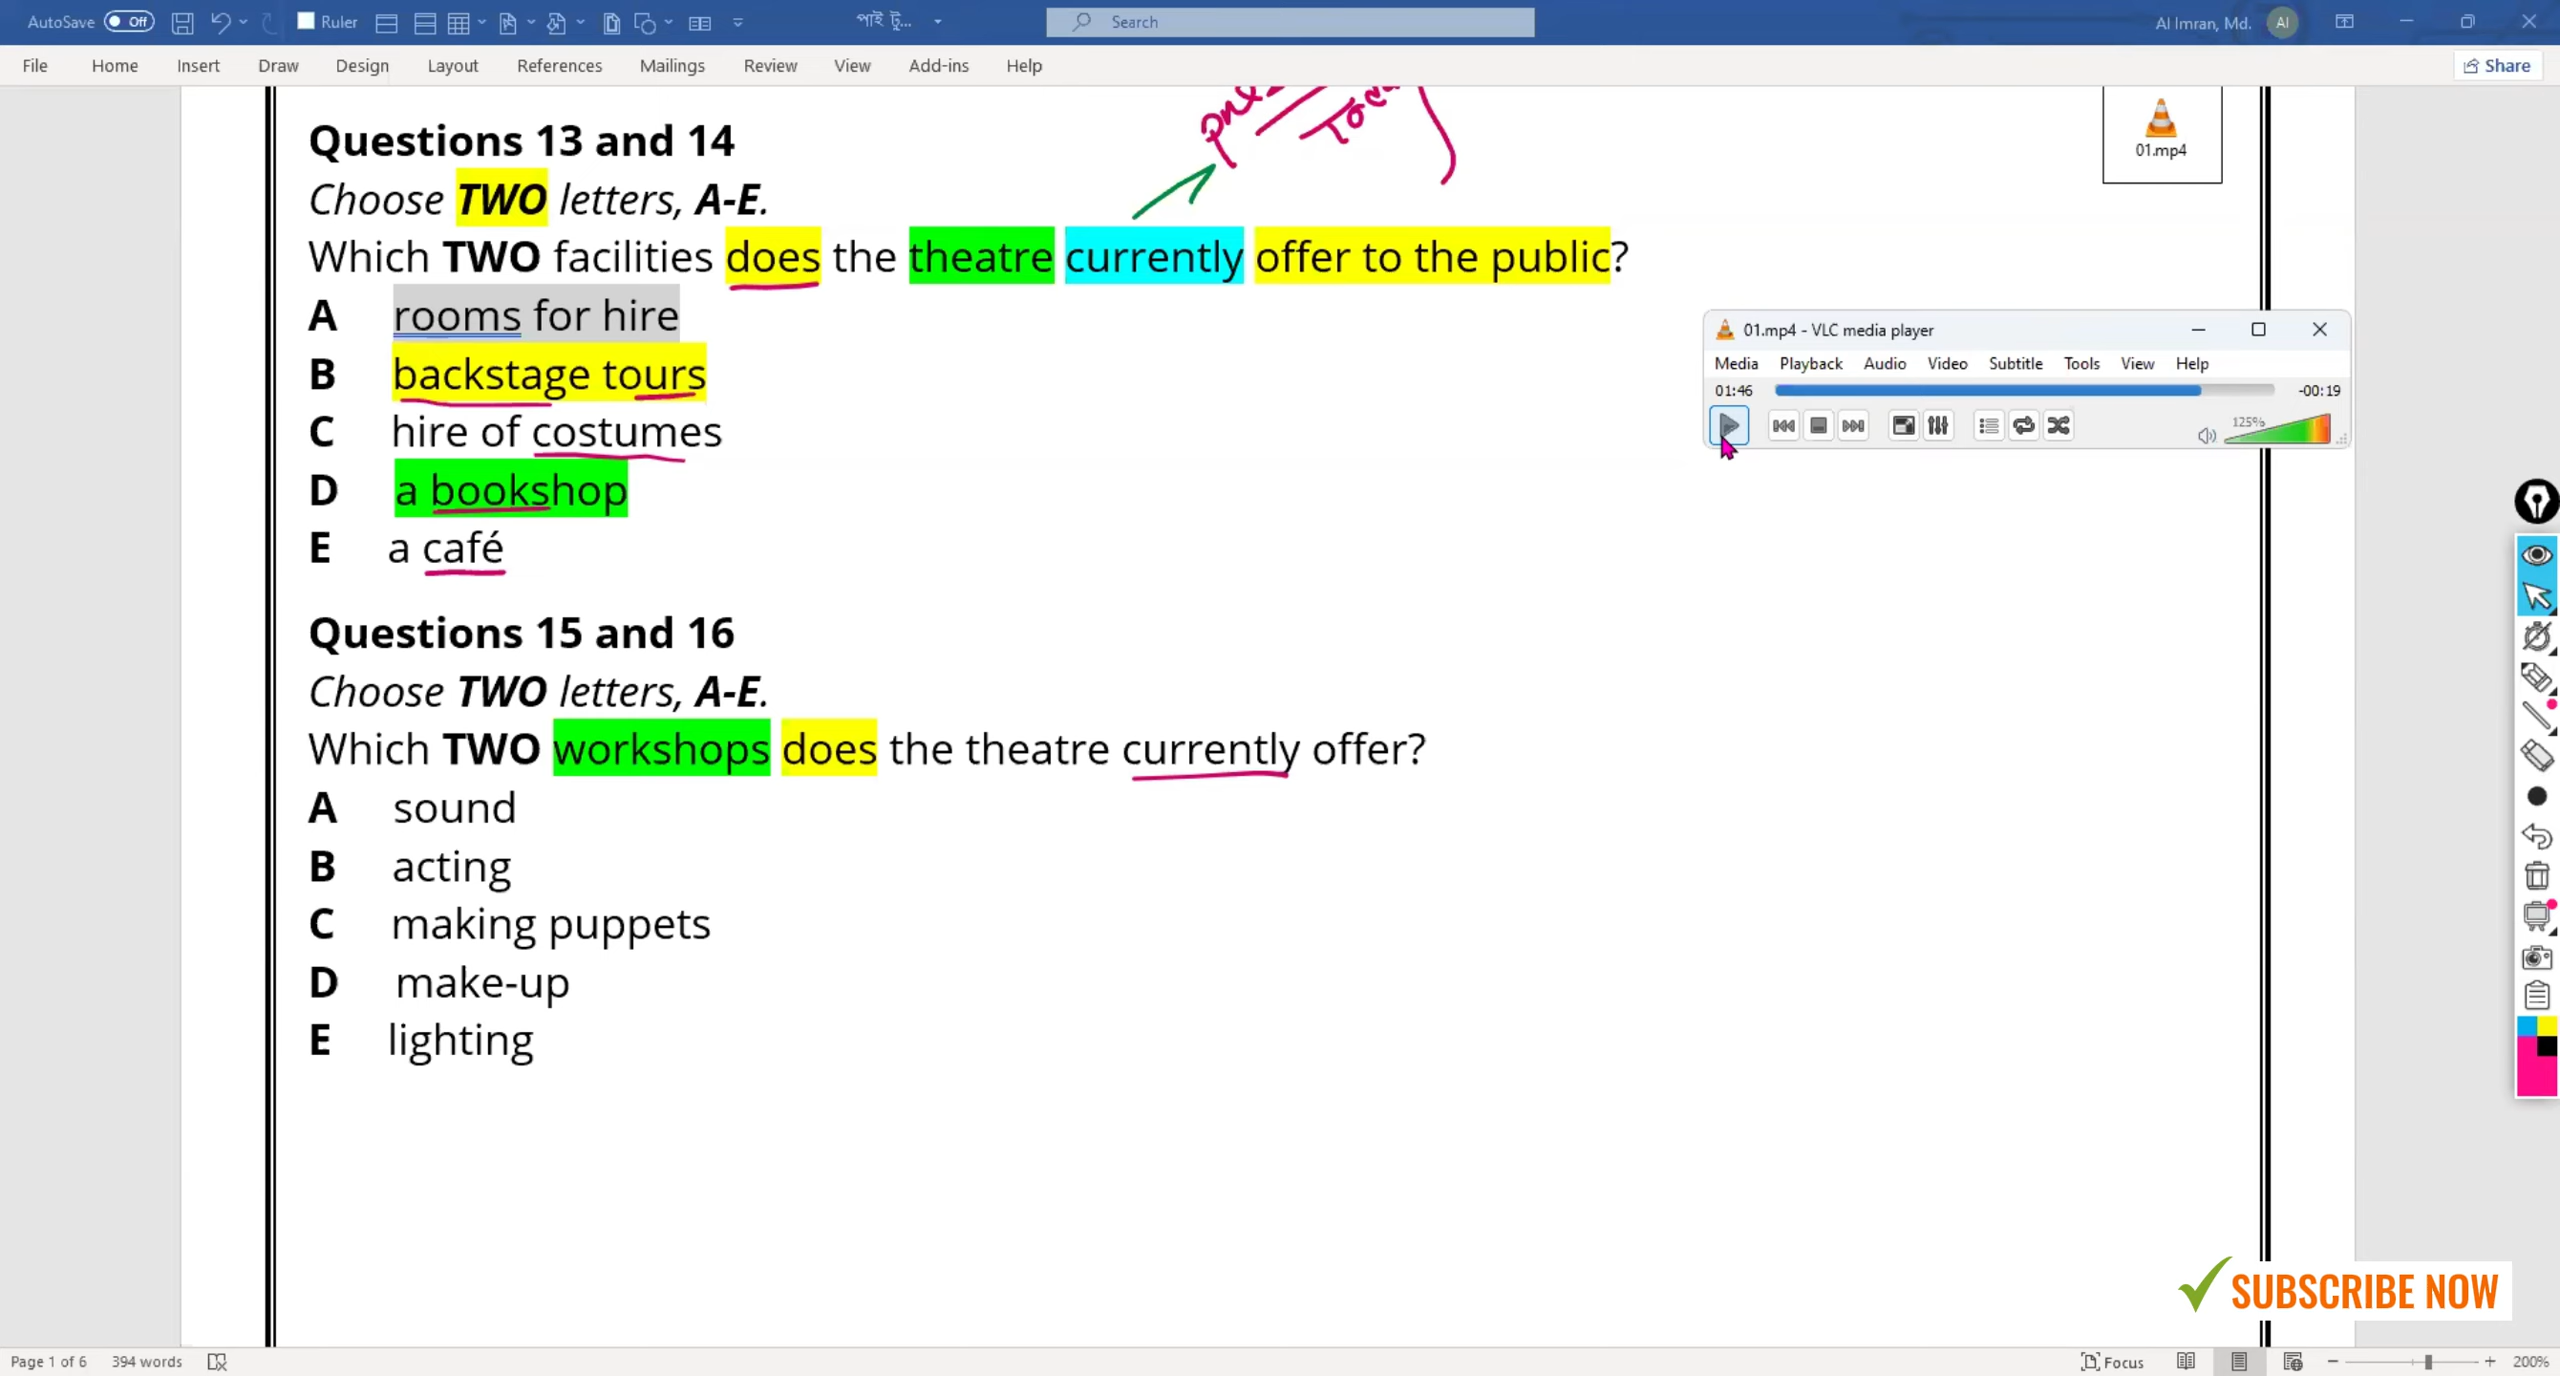 AutoSave Off Ruler পাই টু... Search Al Imran, Md. AI
File Home Insert Draw Design Layout References Mailings Review View Add-ins Help Share
01.mp4
Questions 13 and 14
Choose TWO letters, A-E.
Which TWO facilities does the theatre currently offer to the public?
A rooms for hire
B backstage tours
C hire of costumes
D a bookshop
E a café
01.mp4 - VLC media player
Media Playback Audio Video Subtitle Tools View Help
01:46 -00:19
125%
Questions 15 and 16
Choose TWO letters, A-E.
Which TWO workshops does the theatre currently offer?
A sound
B acting
C making puppets
D make-up
E lighting
SUBSCRIBE NOW
Page 1 of 6 394 words Focus 200%